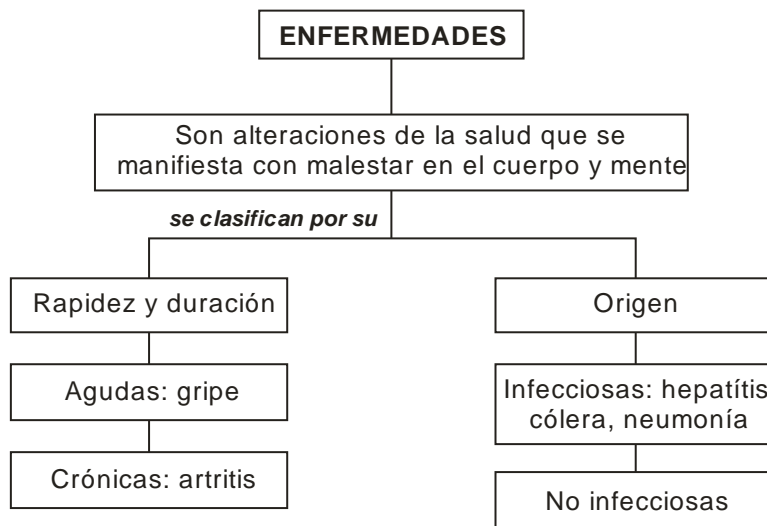 ENFERMEDADES
Son alteraciones de la salud que se
manifiesta con malestar en el cuerpo y mente
se clasifican por su
Rapidez y duración
Agudas: gripe
Crónicas: artritis
Origen
Infecciosas: hepatítis
cólera, neumonía
No infecciosas